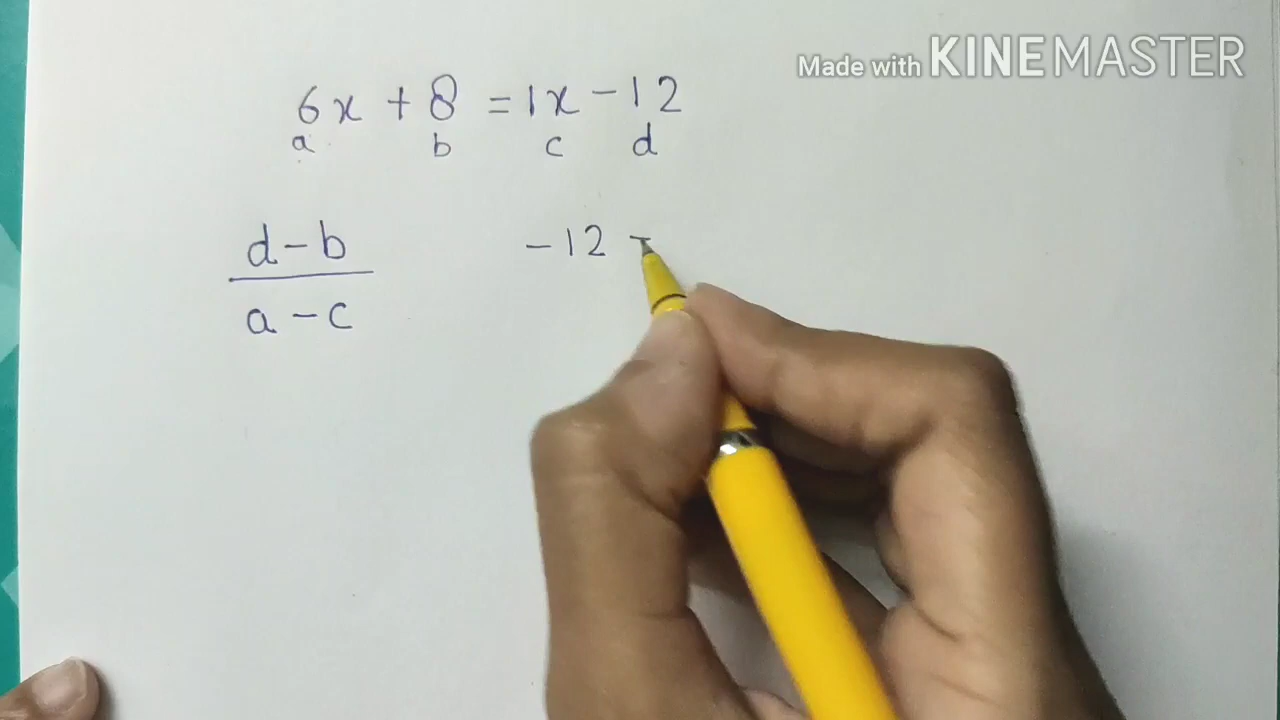 Made with KINEMASTER
6x + 8 = 1x - 12
a b c d
d - b
a - c
-12 -